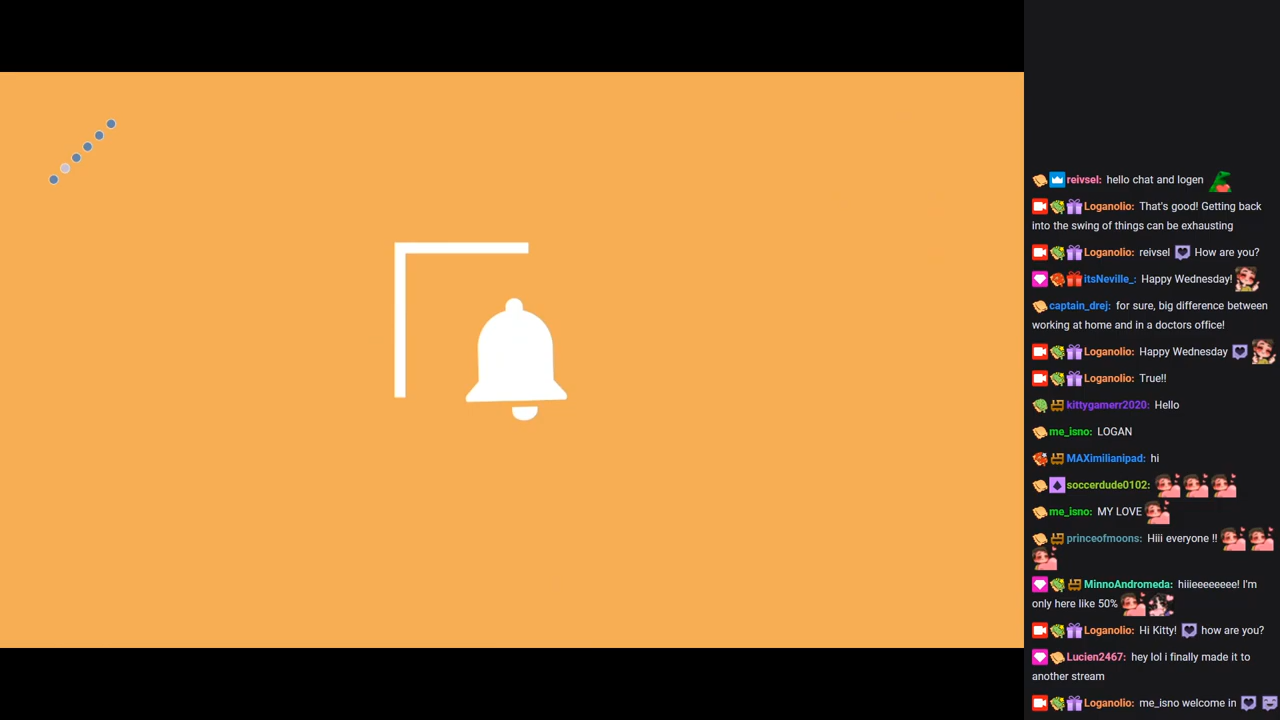 reivsel: hello chat and logen
Loganolio: That's good! Getting back
into the swing of things can be exhausting
Loganolio: reivsel How are you?
itsNeville_: Happy Wednesday!
captain_drej: for sure, big difference between
working at home and in a doctors office!
Loganolio: Happy Wednesday
Loganolio: True!!
kittygamerr2020: Hello
me_isno: LOGAN
MAXimilianipad: hi
soccerdude0102:
me_isno: MY LOVE
princeofmoons: Hiii everyone !!
MinnoAndromeda: hiiieeeeeeee! I'm
only here like 50%
Loganolio: Hi Kitty! how are you?
Lucien2467: hey lol i finally made it to
another stream
Loganolio: me_isno welcome in